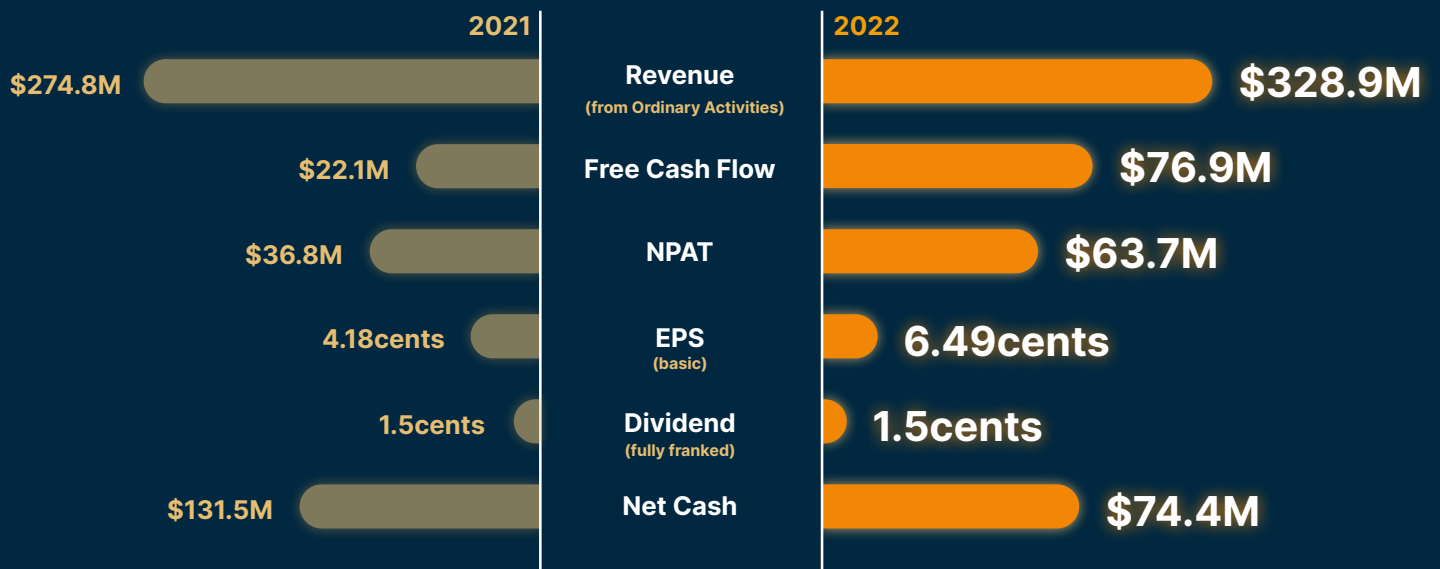 2021 2022
$274.8M Revenue $328.9M
(from Ordinary Activities)
$22.1M Free Cash Flow $76.9M
$36.8M NPAT $63.7M
4.18cents EPS 6.49cents
(basic)
1.5cents Dividend 1.5cents
(fully franked)
$131.5M Net Cash $74.4M